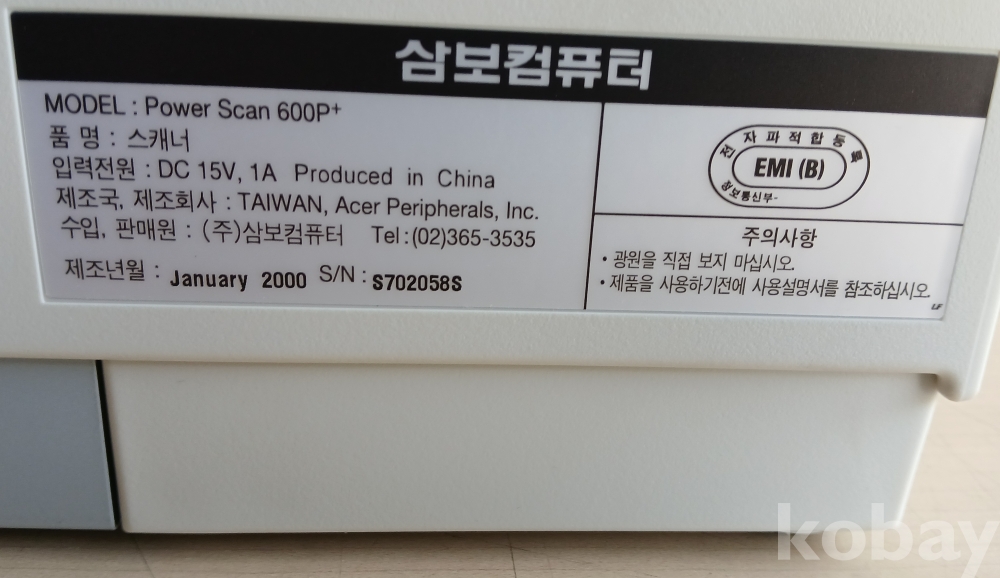 삼보컴퓨터
MODEL : Power Scan 600P+
품 명 : 스캐너
입력전원 : DC 15V, 1A Produced in China
제조국, 제조회사 : TAIWAN, Acer Peripherals, Inc.
수입, 판매원 : (주)삼보컴퓨터 Tel:(02)365-3535
제조년월 : January 2000 S/N : S702058S
전자파적합등록
EMI (B)
정보통신부-
주의사항
• 광원을 직접 보지 마십시오.
• 제품을 사용하기전에 사용설명서를 참조하십시오.
LF
kobay